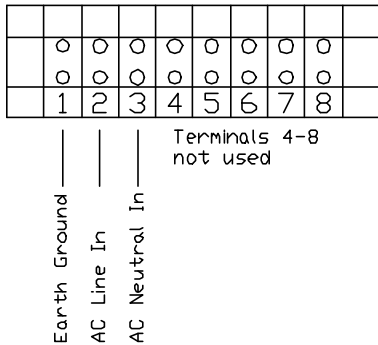 1 2 3 4 5 6 7 8
Terminals 4-8
not used
Earth Ground
AC Line In
AC Neutral In